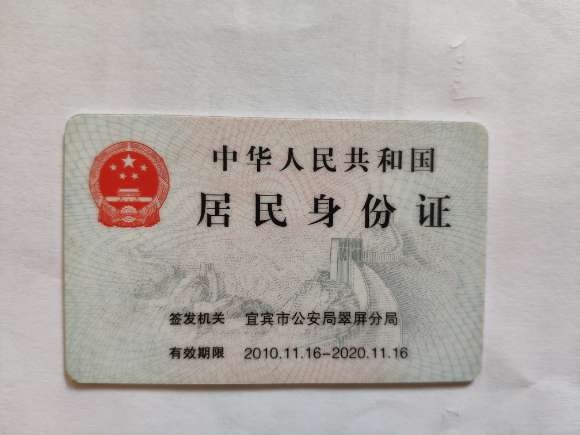 中华人民共和国
居民身份证
签发机关 宜宾市公安局翠屏分局
有效期限 2010.11.16-2020.11.16